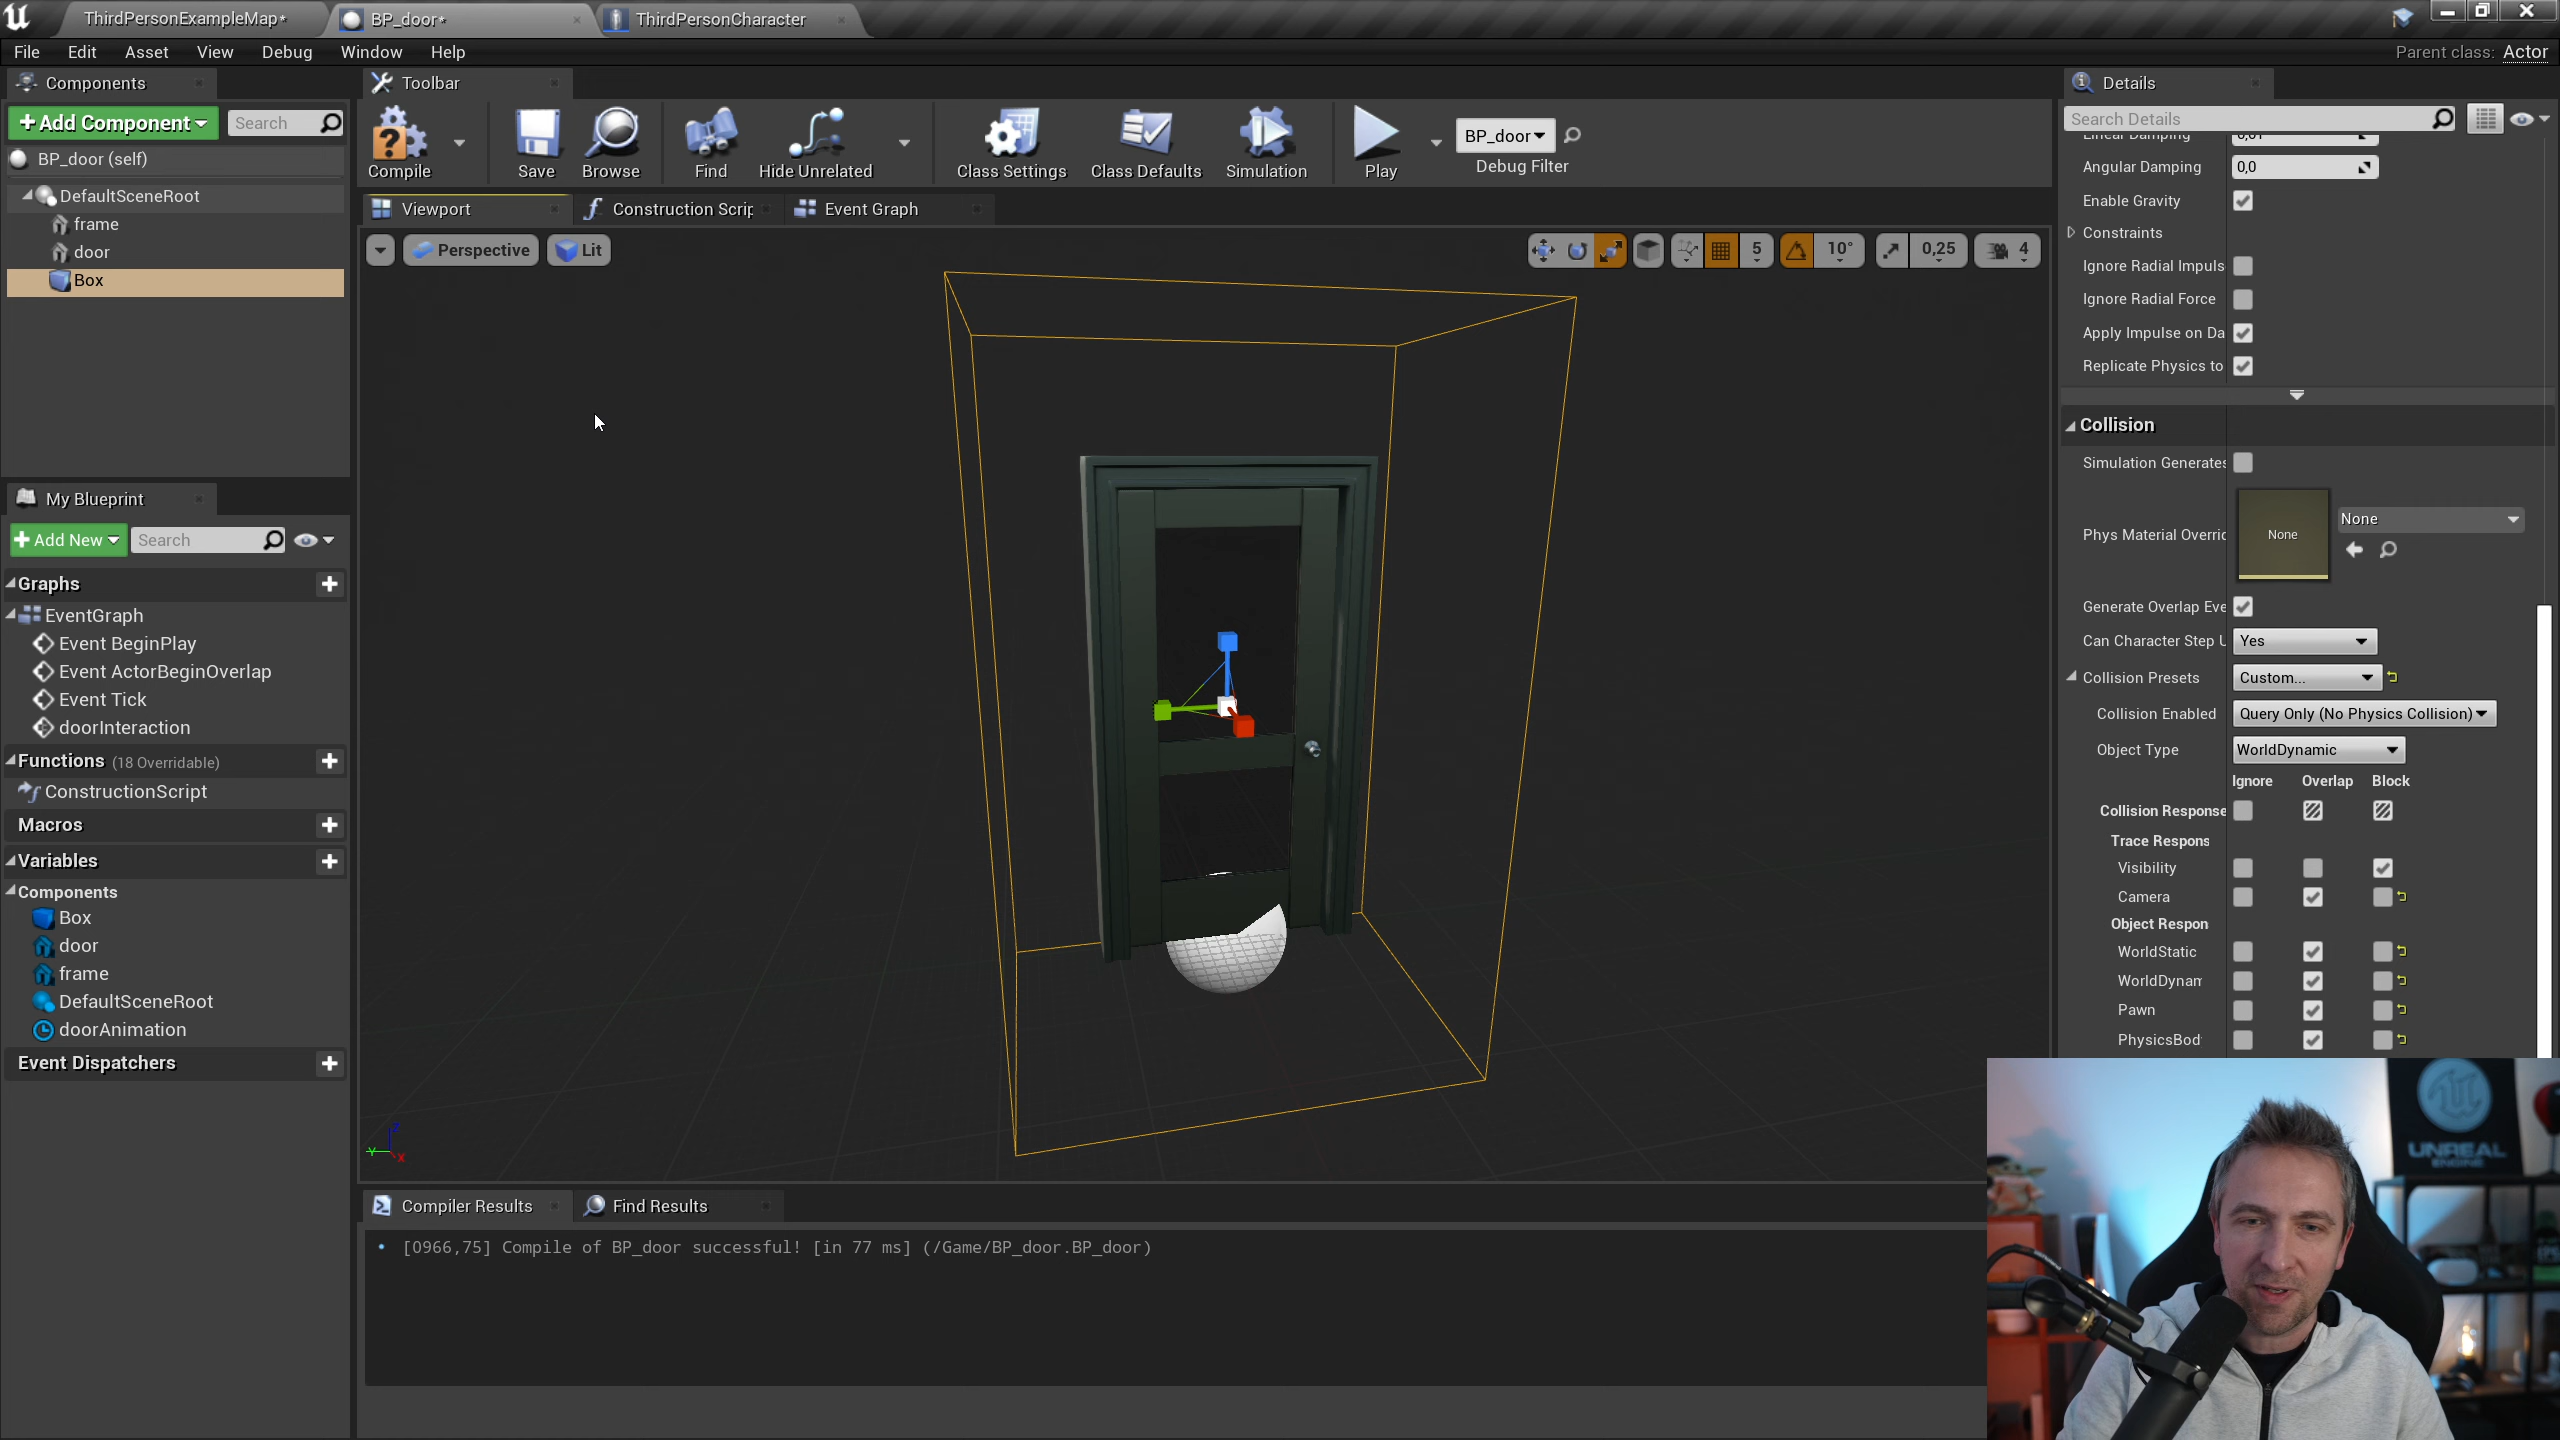 ThirdPersonExampleMap*
BP_door*
ThirdPersonCharacter
File Edit Asset View Debug Window Help
Parent class: Actor
Components
Add Component
Search
BP_door (self)
DefaultSceneRoot
frame
door
Box
My Blueprint
Add New
Search
Graphs
EventGraph
Event BeginPlay
Event ActorBeginOverlap
Event Tick
doorInteraction
Functions (18 Overridable)
ConstructionScript
Macros
Variables
Components
Box
door
frame
DefaultSceneRoot
doorAnimation
Event Dispatchers
Toolbar
Compile
Save
Browse
Find
Hide Unrelated
Class Settings
Class Defaults
Simulation
Play
BP_door
Debug Filter
Viewport
Construction Scrip
Event Graph
Perspective
Lit
5
10°
0,25
4
Y
Z
X
Compiler Results
Find Results
[0966,75] Compile of BP_door successful! [in 77 ms] (/Game/BP_door.BP_door)
Details
Search Details
Linear Damping 0,01
Angular Damping 0,0
Enable Gravity
Constraints
Ignore Radial Impuls
Ignore Radial Force
Apply Impulse on Da
Replicate Physics to
Collision
Simulation Generates
Phys Material Overric
None
None
Generate Overlap Eve
Can Character Step U Yes
Collision Presets Custom...
Collision Enabled Query Only (No Physics Collision)
Object Type WorldDynamic
Ignore Overlap Block
Collision Response
Trace Respons
Visibility
Camera
Object Respon
WorldStatic
WorldDynam
Pawn
PhysicsBod
UNREAL
ENGINE